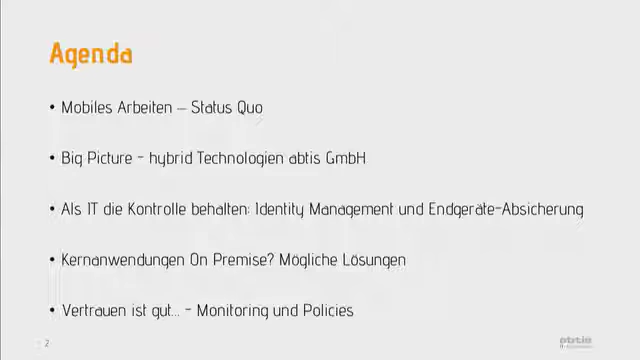 Agenda
• Mobiles Arbeiten – Status Quo
• Big Picture - hybrid Technologien abtis GmbH
• Als IT die Kontrolle behalten: Identity Management und Endgeräte-Absicherung
• Kernanwendungen On Premise? Mögliche Lösungen
• Vertrauen ist gut... - Monitoring und Policies
2
abtis